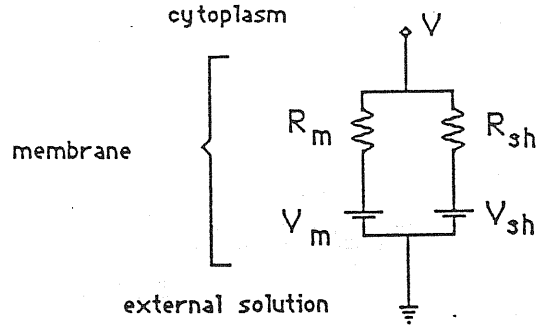 cytoplasm
V
membrane
R_m
R_sh
V_m
V_sh
external solution